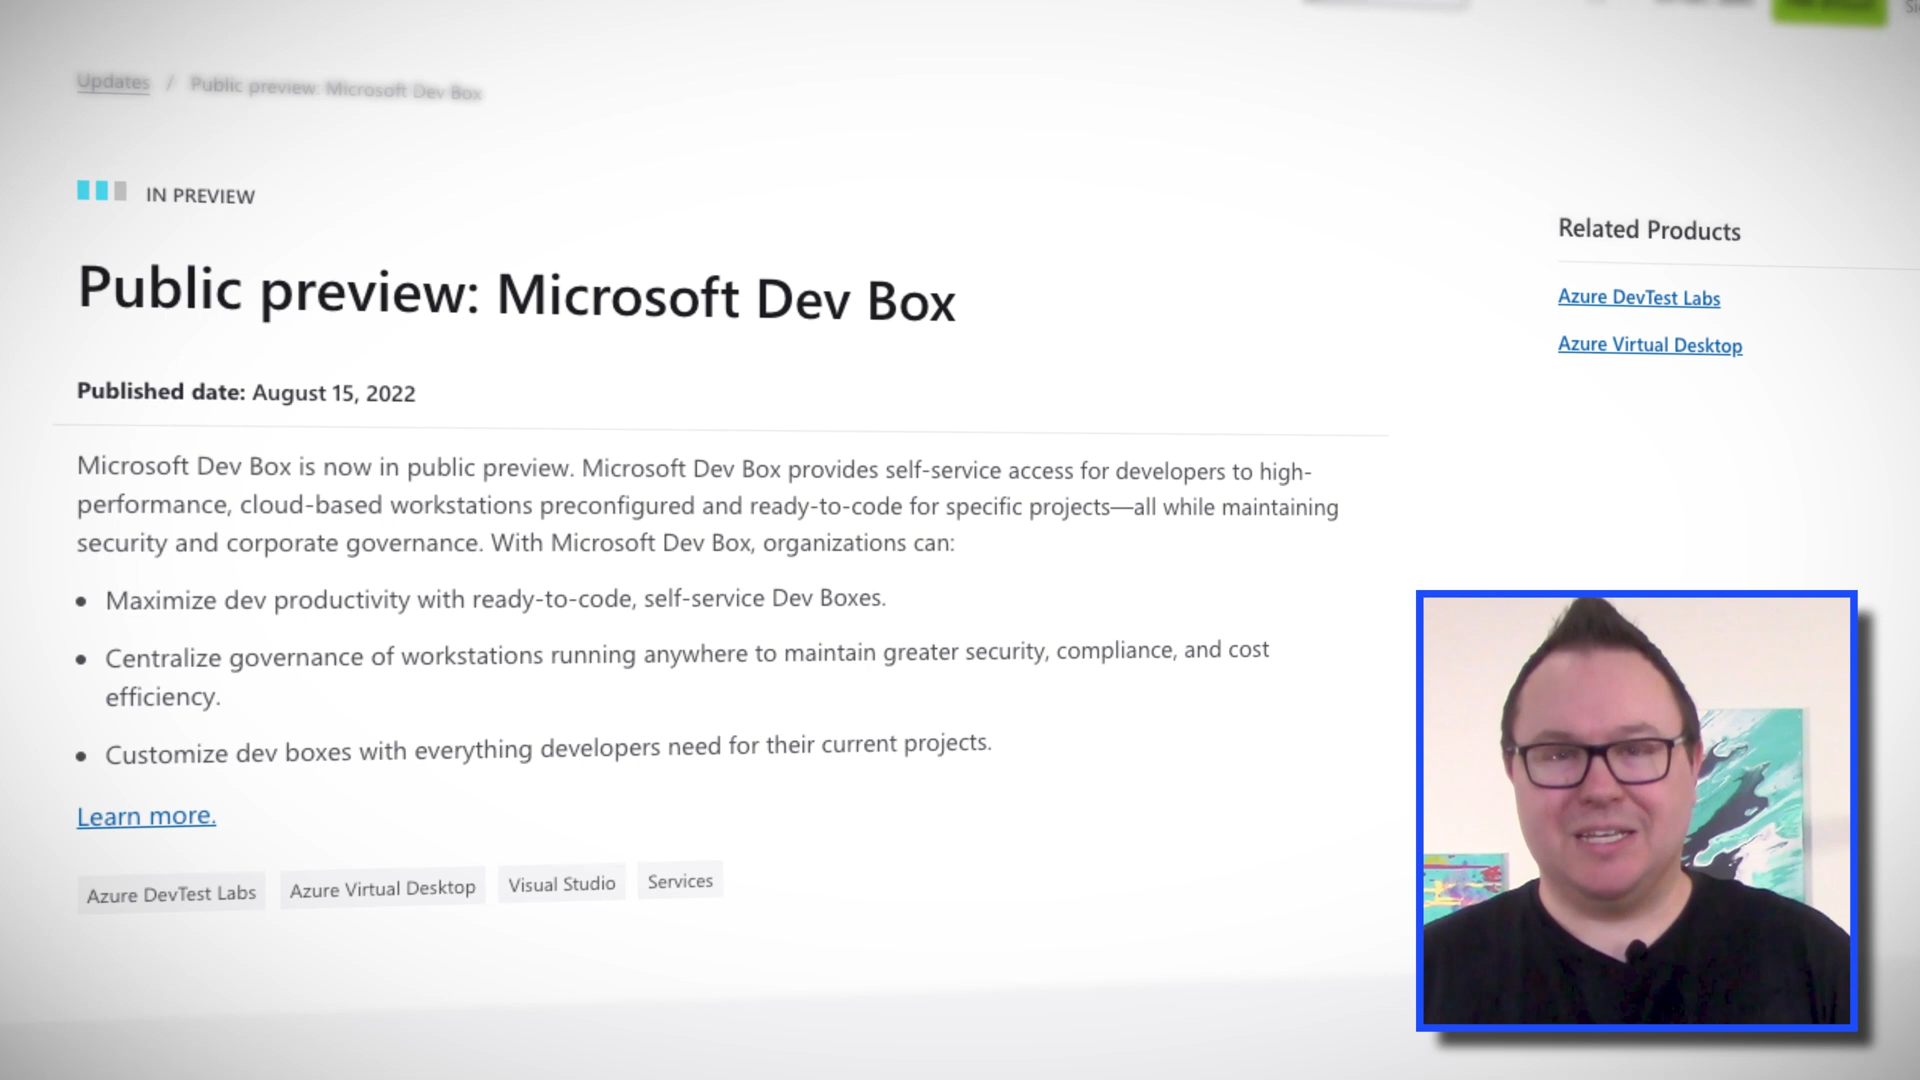 Updates / Public preview: Microsoft Dev Box
IN PREVIEW
Public preview: Microsoft Dev Box
Published date: August 15, 2022
Microsoft Dev Box is now in public preview. Microsoft Dev Box provides self-service access for developers to high-
performance, cloud-based workstations preconfigured and ready-to-code for specific projects—all while maintaining
security and corporate governance. With Microsoft Dev Box, organizations can:
• Maximize dev productivity with ready-to-code, self-service Dev Boxes.
• Centralize governance of workstations running anywhere to maintain greater security, compliance, and cost
efficiency.
• Customize dev boxes with everything developers need for their current projects.
Learn more.
Azure DevTest Labs Azure Virtual Desktop Visual Studio Services
Related Products
Azure DevTest Labs
Azure Virtual Desktop